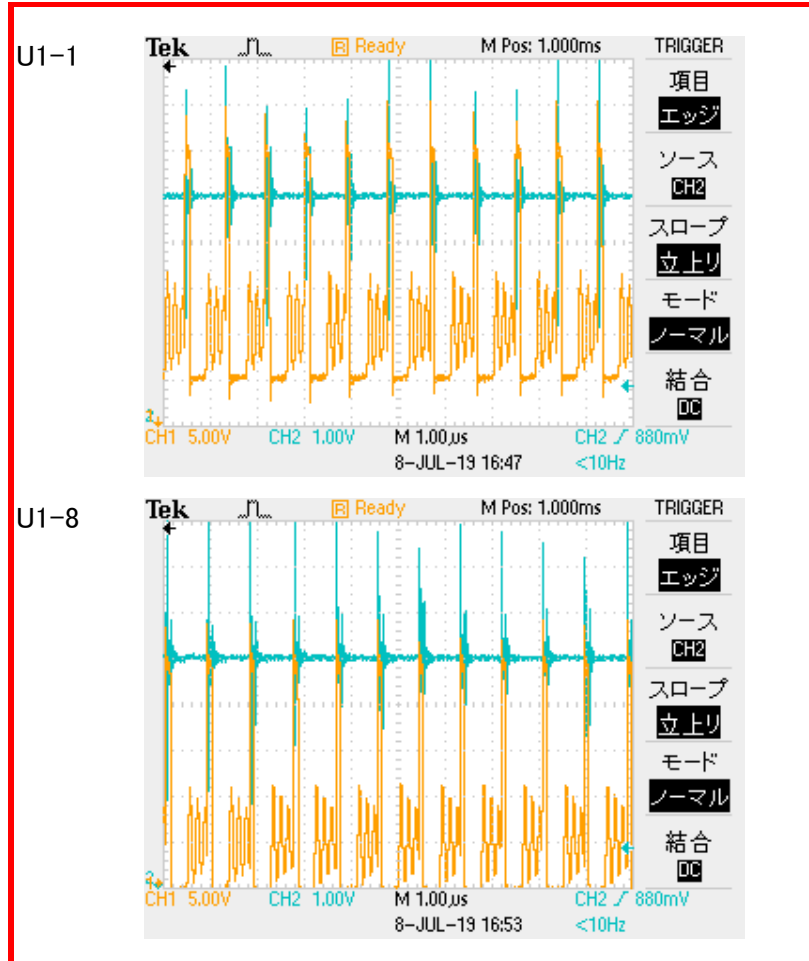 U1-1
Tek
R Ready
M Pos: 1.000ms
TRIGGER
項目
エッジ
ソース
CH2
スロープ
立上り
モード
ノーマル
結合
DC
CH1 5.00V
CH2 1.00V
M 1.00µs
CH2
880mV
8-JUL-19 16:47
<10Hz
U1-8
Tek
R Ready
M Pos: 1.000ms
TRIGGER
項目
エッジ
ソース
CH2
スロープ
立上り
モード
ノーマル
結合
DC
CH1 5.00V
CH2 1.00V
M 1.00µs
CH2
880mV
8-JUL-19 16:53
<10Hz